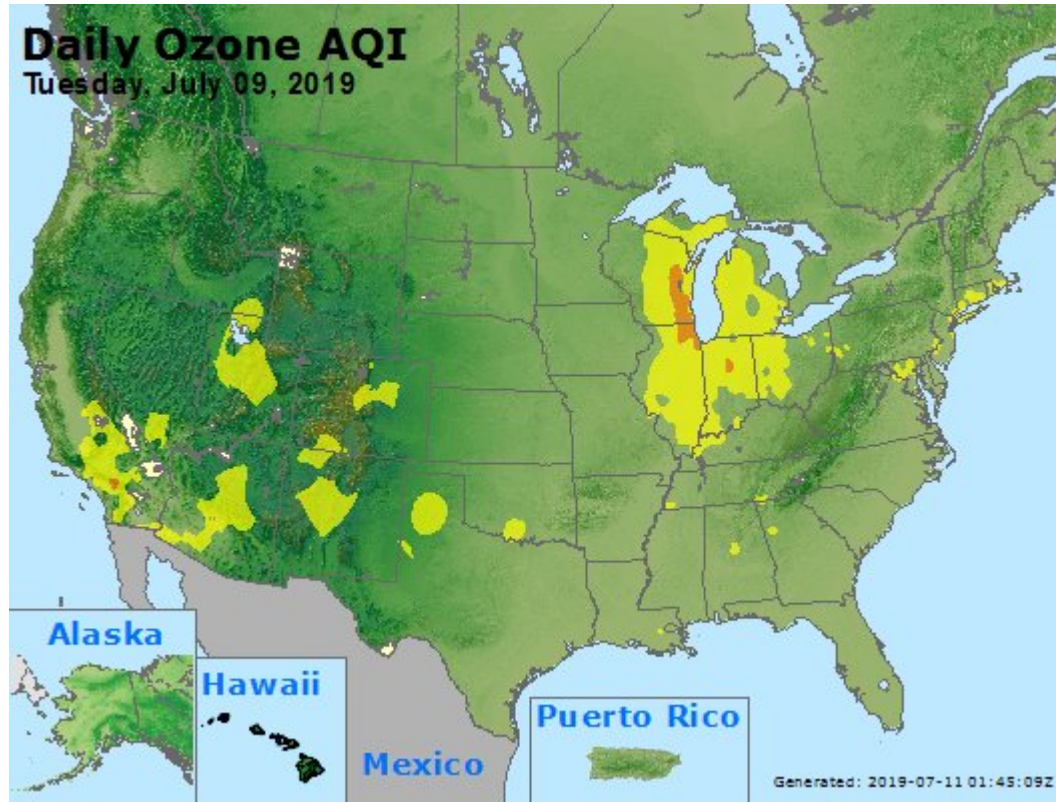 Daily Ozone AQI
Tuesday, July 09, 2019
Alaska
Hawaii
Mexico
Puerto Rico
Generated: 2019-07-11 01:45:09Z